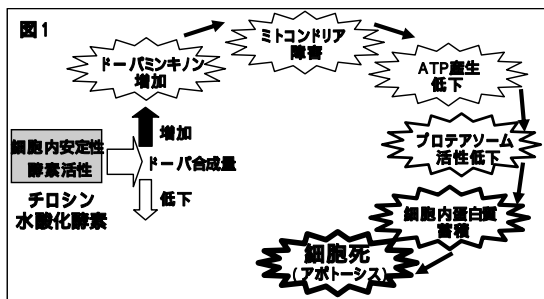 図1
ドーパミンキノン
増加
ミトコンドリア
障害
ATP産生
低下
プロテアソーム
活性低下
細胞内蛋白質
蓄積
細胞死
(アポトーシス)
細胞内安定性
酵素活性
チロシン
水酸化酵素
増加
ドーパ合成量
低下